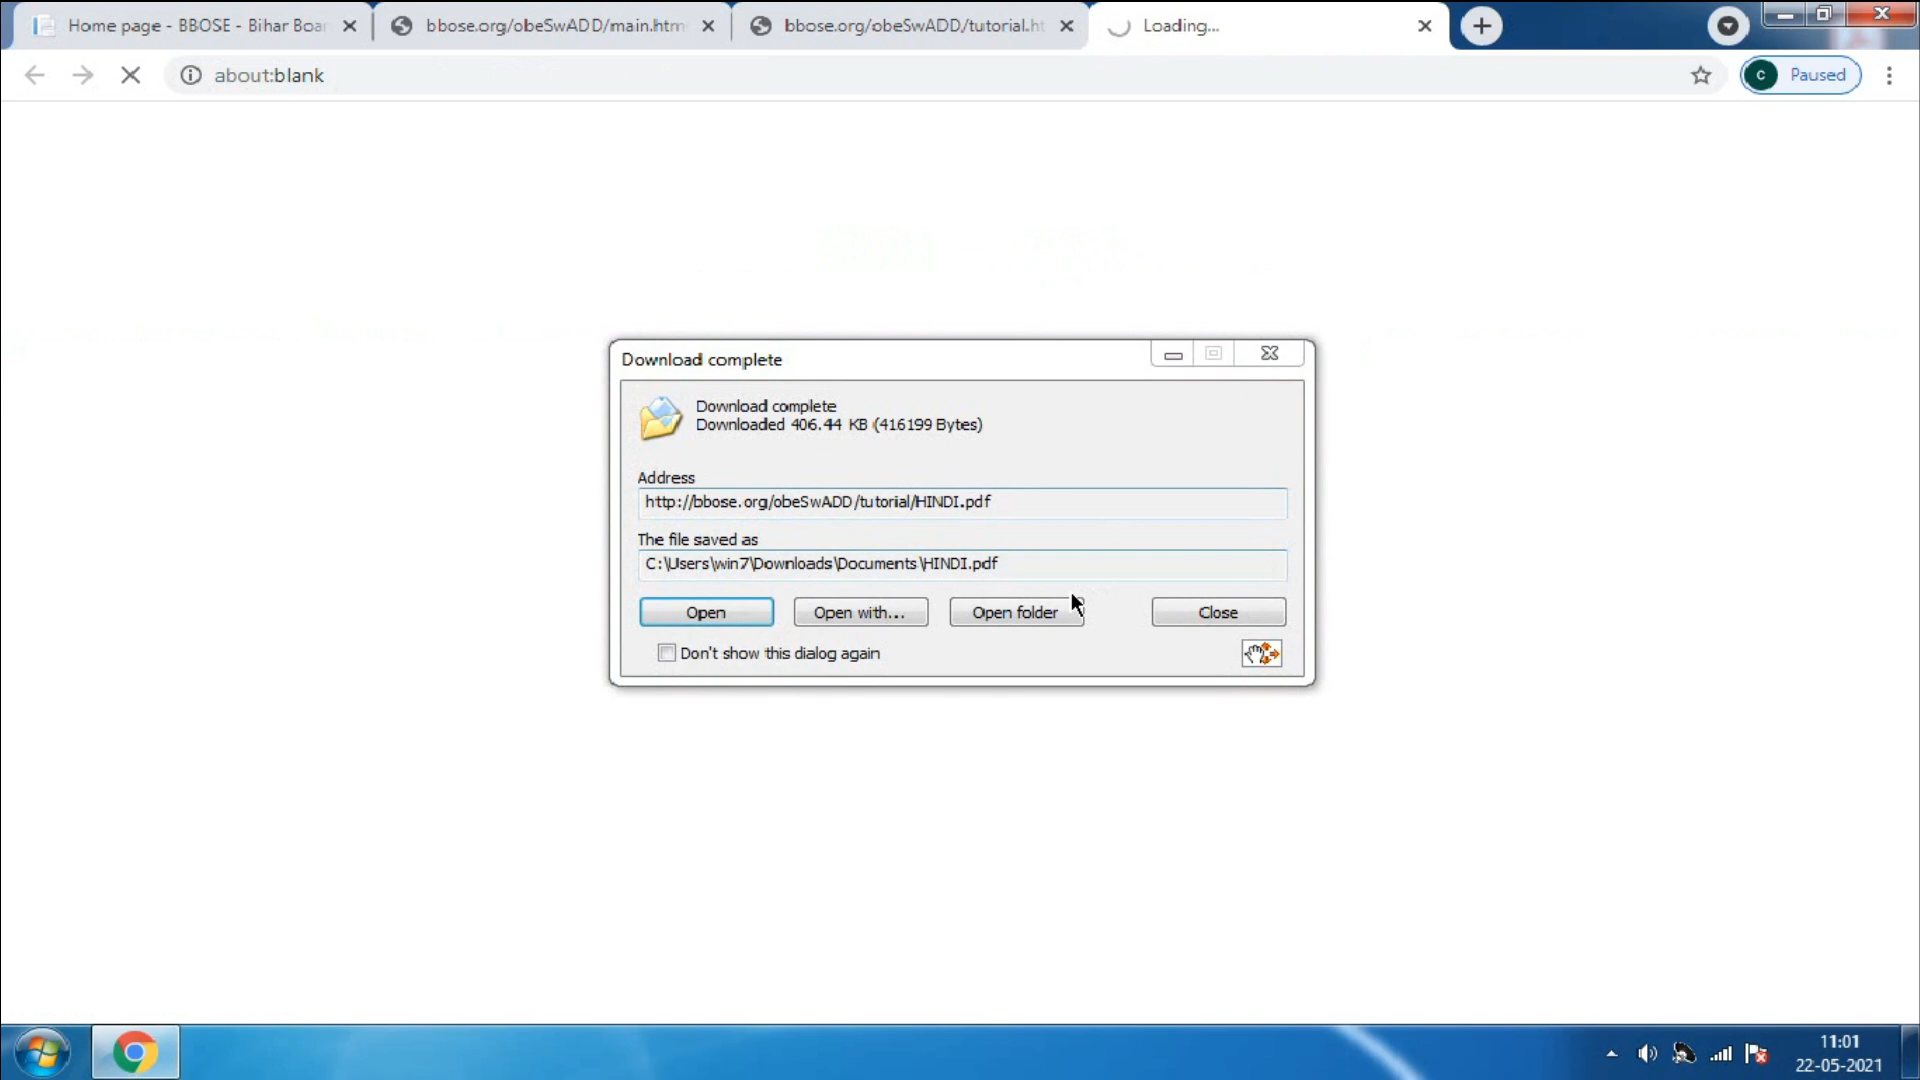 Home page - BBOSE - Bihar Boar
bbose.org/obeSwADD/main.htm
bbose.org/obeSwADD/tutorial.ht
Loading...
about:blank
C
Paused
Download complete
Download complete
Downloaded 406.44 KB (416199 Bytes)
Address
http://bbose.org/obeSwADD/tutorial/HINDI.pdf
The file saved as
C:\Users\win7\Downloads\Documents\HINDI.pdf
Open
Open with...
Open folder
Close
Don't show this dialog again
11:01
22-05-2021